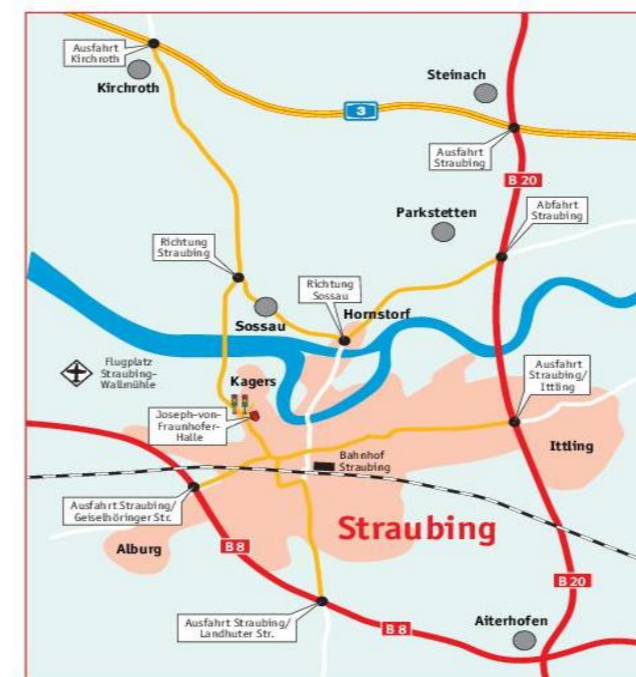 Ausfahrt
Kirchroth
Kirchroth
Steinach
3
Ausfahrt
Straubing
B 20
Parkstetten
Abfahrt
Straubing
Richtung
Straubing
Richtung
Sossau
Sossau
Hornstorf
Flugplatz
Straubing-
Wallmühle
Kagers
Ausfahrt
Straubing/
Ittling
Joseph-von-
Fraunhofer-
Halle
Ittling
Bahnhof
Straubing
Ausfahrt Straubing/
Geiselhöringer Str.
Straubing
Alburg
B 8
B 20
Ausfahrt Straubing/
Landhuter Str.
B 8
Aiterhofen